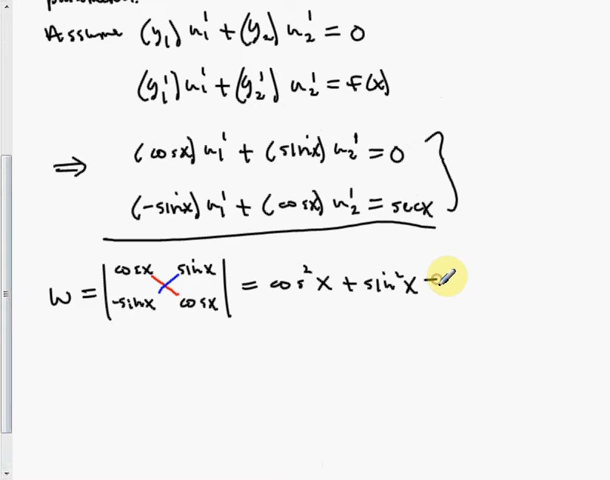 Assume (y₁) u₁' + (y₂) u₂' = 0
(y₁') u₁' + (y₂') u₂' = f(x)
⇒ (cosx) u₁' + (sinx) u₂' = 0
(-sinx) u₁' + (cosx) u₂' = secx
W = | cosx sinx | = cos²x + sin²x =
| -sinx cosx |